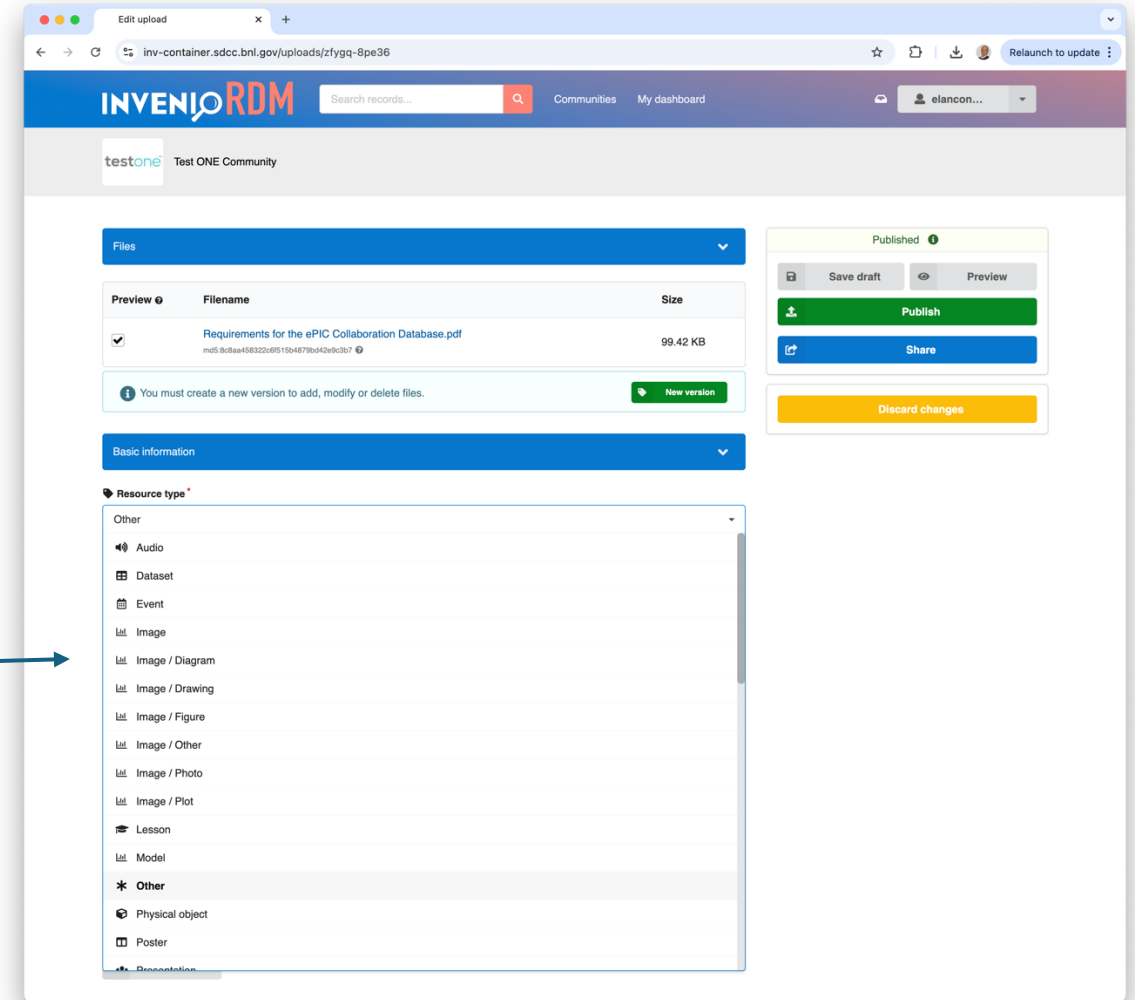 Edit upload
inv-container.sdcc.bnl.gov/uploads/zfygq-8pe36
Relaunch to update
INVENIORDM
Search records...
Communities
My dashboard
elancon...
testone
Test ONE Community
Files
Preview
Filename
Size
Requirements for the ePIC Collaboration Database.pdf
99.42 KB
You must create a new version to add, modify or delete files.
New version
Published
Save draft
Preview
Publish
Share
Discard changes
Basic information
Resource type *
Other
Audio
Dataset
Event
Image
Image / Diagram
Image / Drawing
Image / Figure
Image / Other
Image / Photo
Image / Plot
Lesson
Model
Other
Physical object
Poster
Presentation